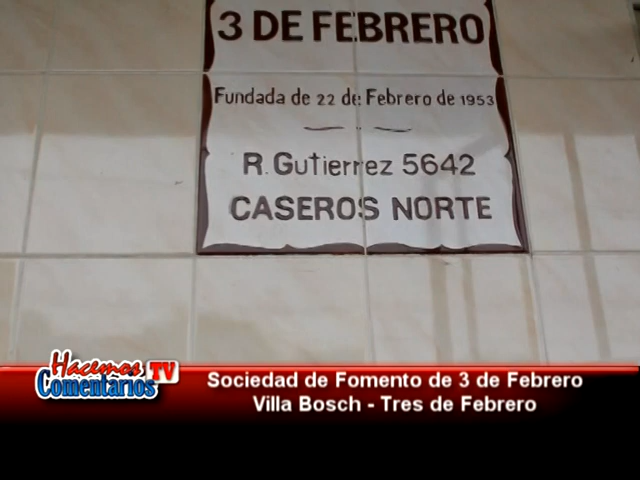 3 DE FEBRERO
Fundada de 22 de Febrero de 1953
R. Gutierrez 5642
CASEROS NORTE
Hacemos
Comentarios
TV
Sociedad de Fomento de 3 de Febrero
Villa Bosch - Tres de Febrero